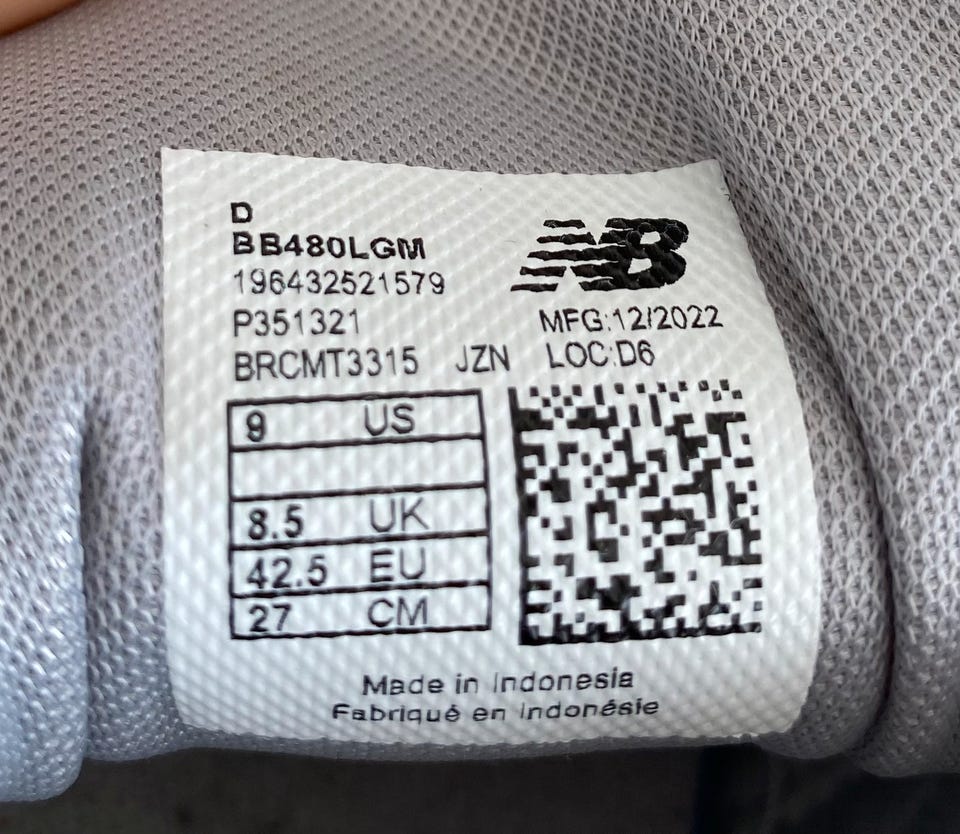 D
BB480LGM
196432521579
P351321
BRCMT3315 JZN
NB
MFG:12/2022
LOC:D6
9 US
8.5 UK
42.5 EU
27 CM
Made in Indonesia
Fabriqué en Indonésie